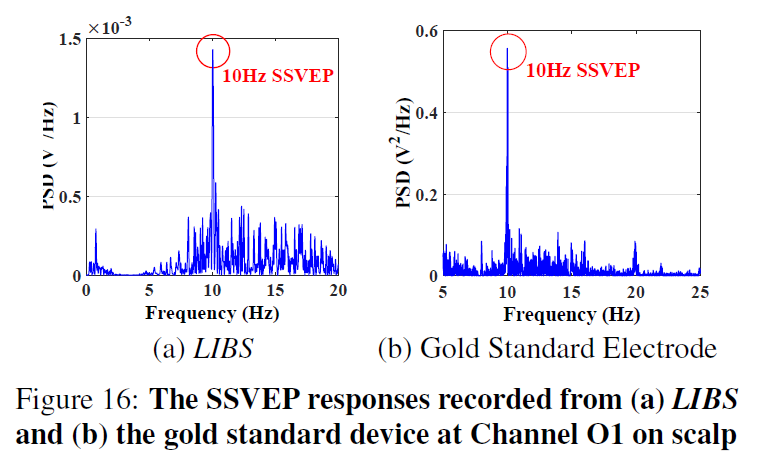 ×10⁻³
1.5
1
0.5
0
0 5 10 15 20
Frequency (Hz)
10Hz SSVEP
(a) LIBS
0.6
0.4
0.2
0
PSD (V²/Hz)
5 10 15 20 25
Frequency (Hz)
10Hz SSVEP
(b) Gold Standard Electrode
Figure 16: The SSVEP responses recorded from (a) LIBS
and (b) the gold standard device at Channel O1 on scalp